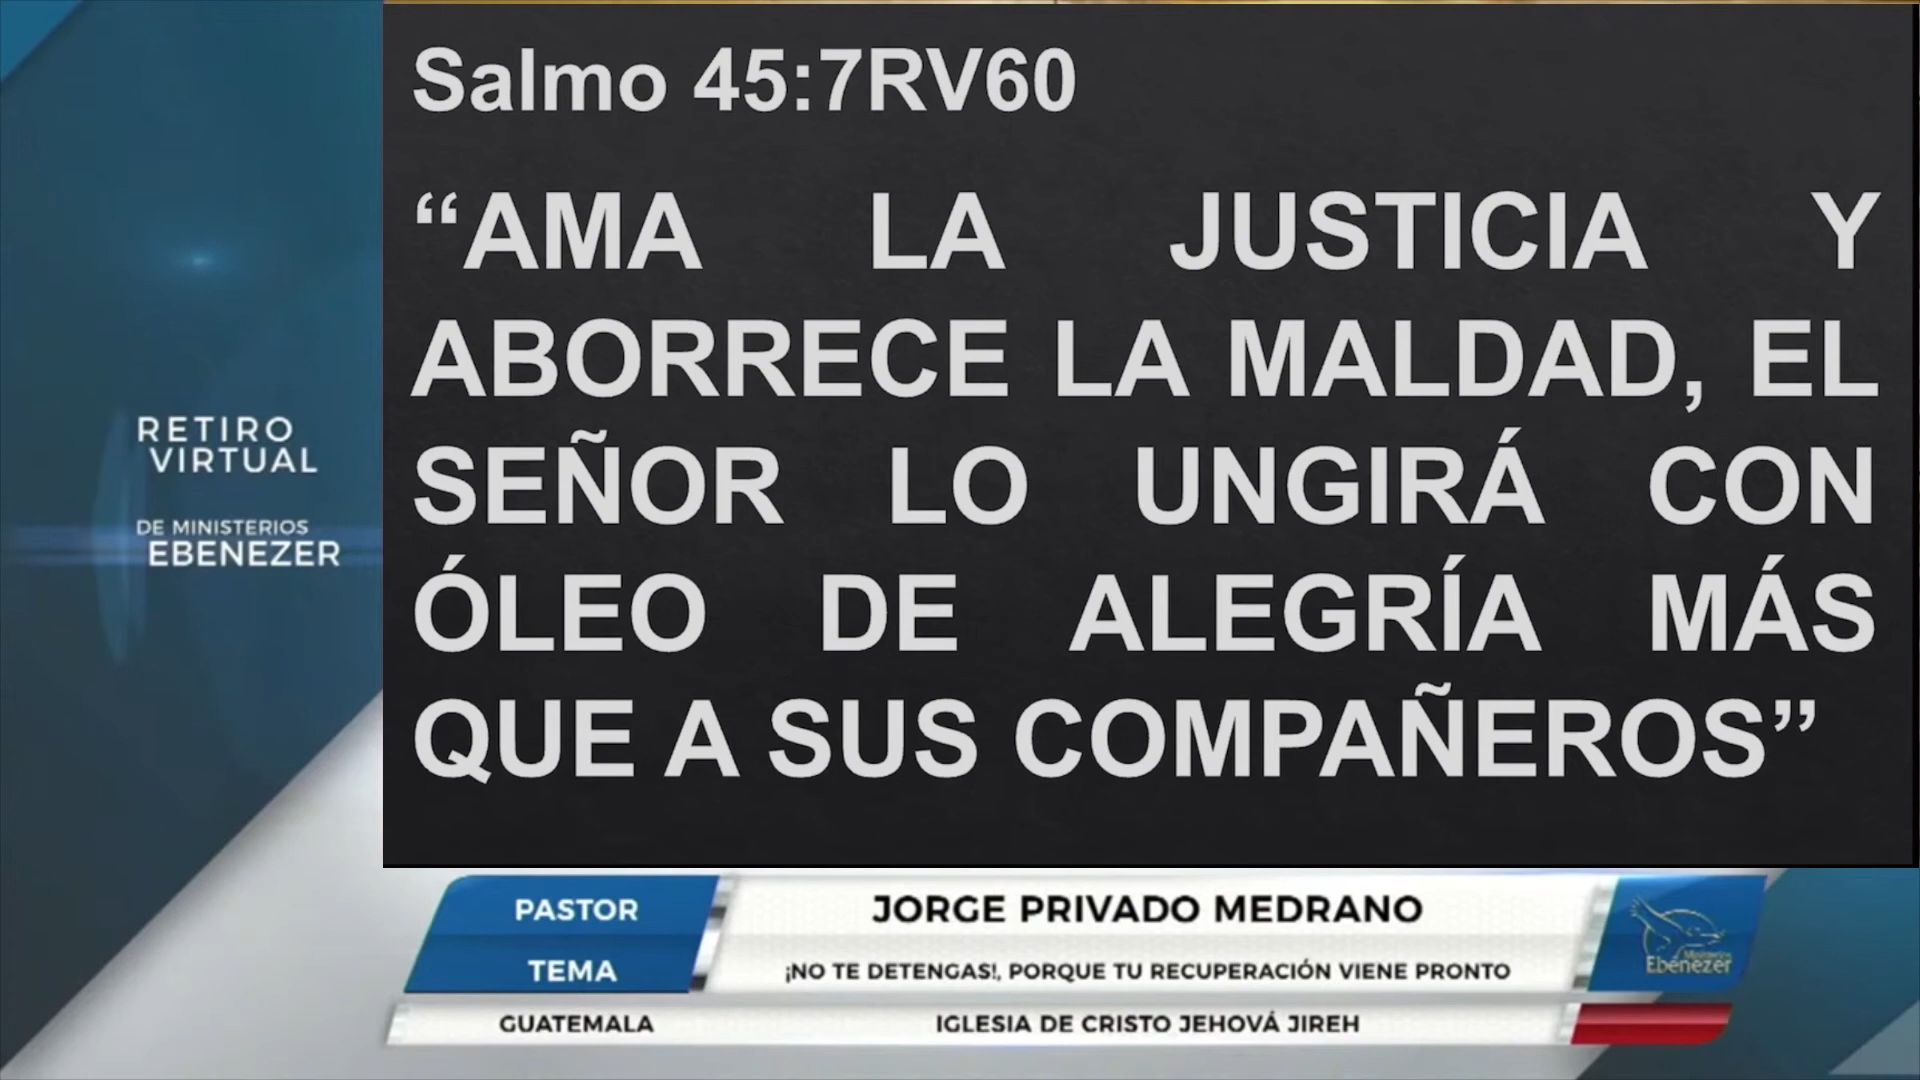 Salmo 45:7RV60
“AMA LA JUSTICIA Y
ABORRECE LA MALDAD, EL
SEÑOR LO UNGIRÁ CON
ÓLEO DE ALEGRÍA MÁS
QUE A SUS COMPAÑEROS”
RETIRO
VIRTUAL
DE MINISTERIOS
EBENEZER
PASTOR
JORGE PRIVADO MEDRANO
TEMA
¡NO TE DETENGAS!, PORQUE TU RECUPERACIÓN VIENE PRONTO
GUATEMALA
IGLESIA DE CRISTO JEHOVÁ JIREH
Ministerios
Ebenezer